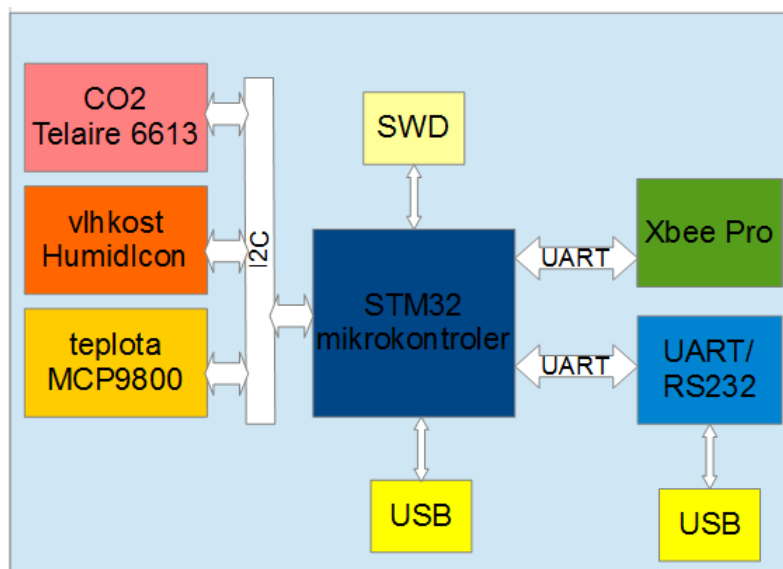 CO2
Telaire 6613
vlhkost
HumidIcon
teplota
MCP9800
I2C
SWD
STM32
mikrokontroler
USB
UART
UART
Xbee Pro
UART/
RS232
USB